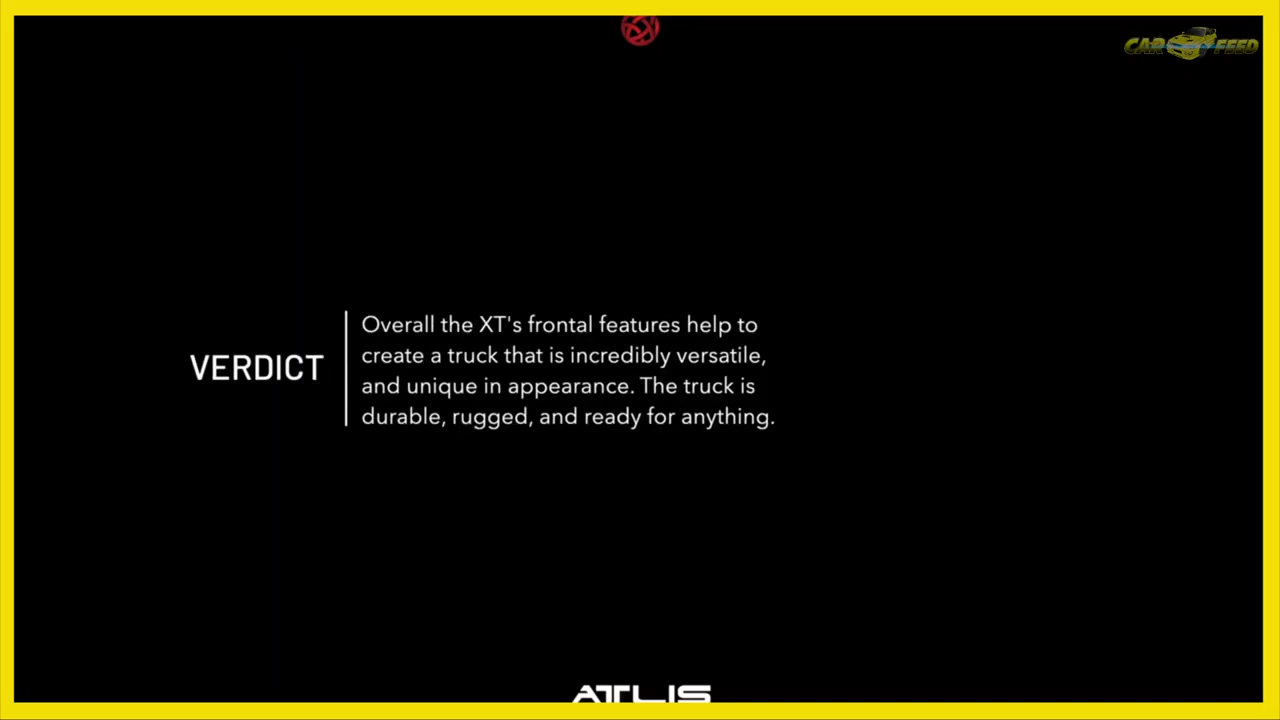 CAR FEED
VERDICT
Overall the XT's frontal features help to
create a truck that is incredibly versatile,
and unique in appearance. The truck is
durable, rugged, and ready for anything.
ATLIS